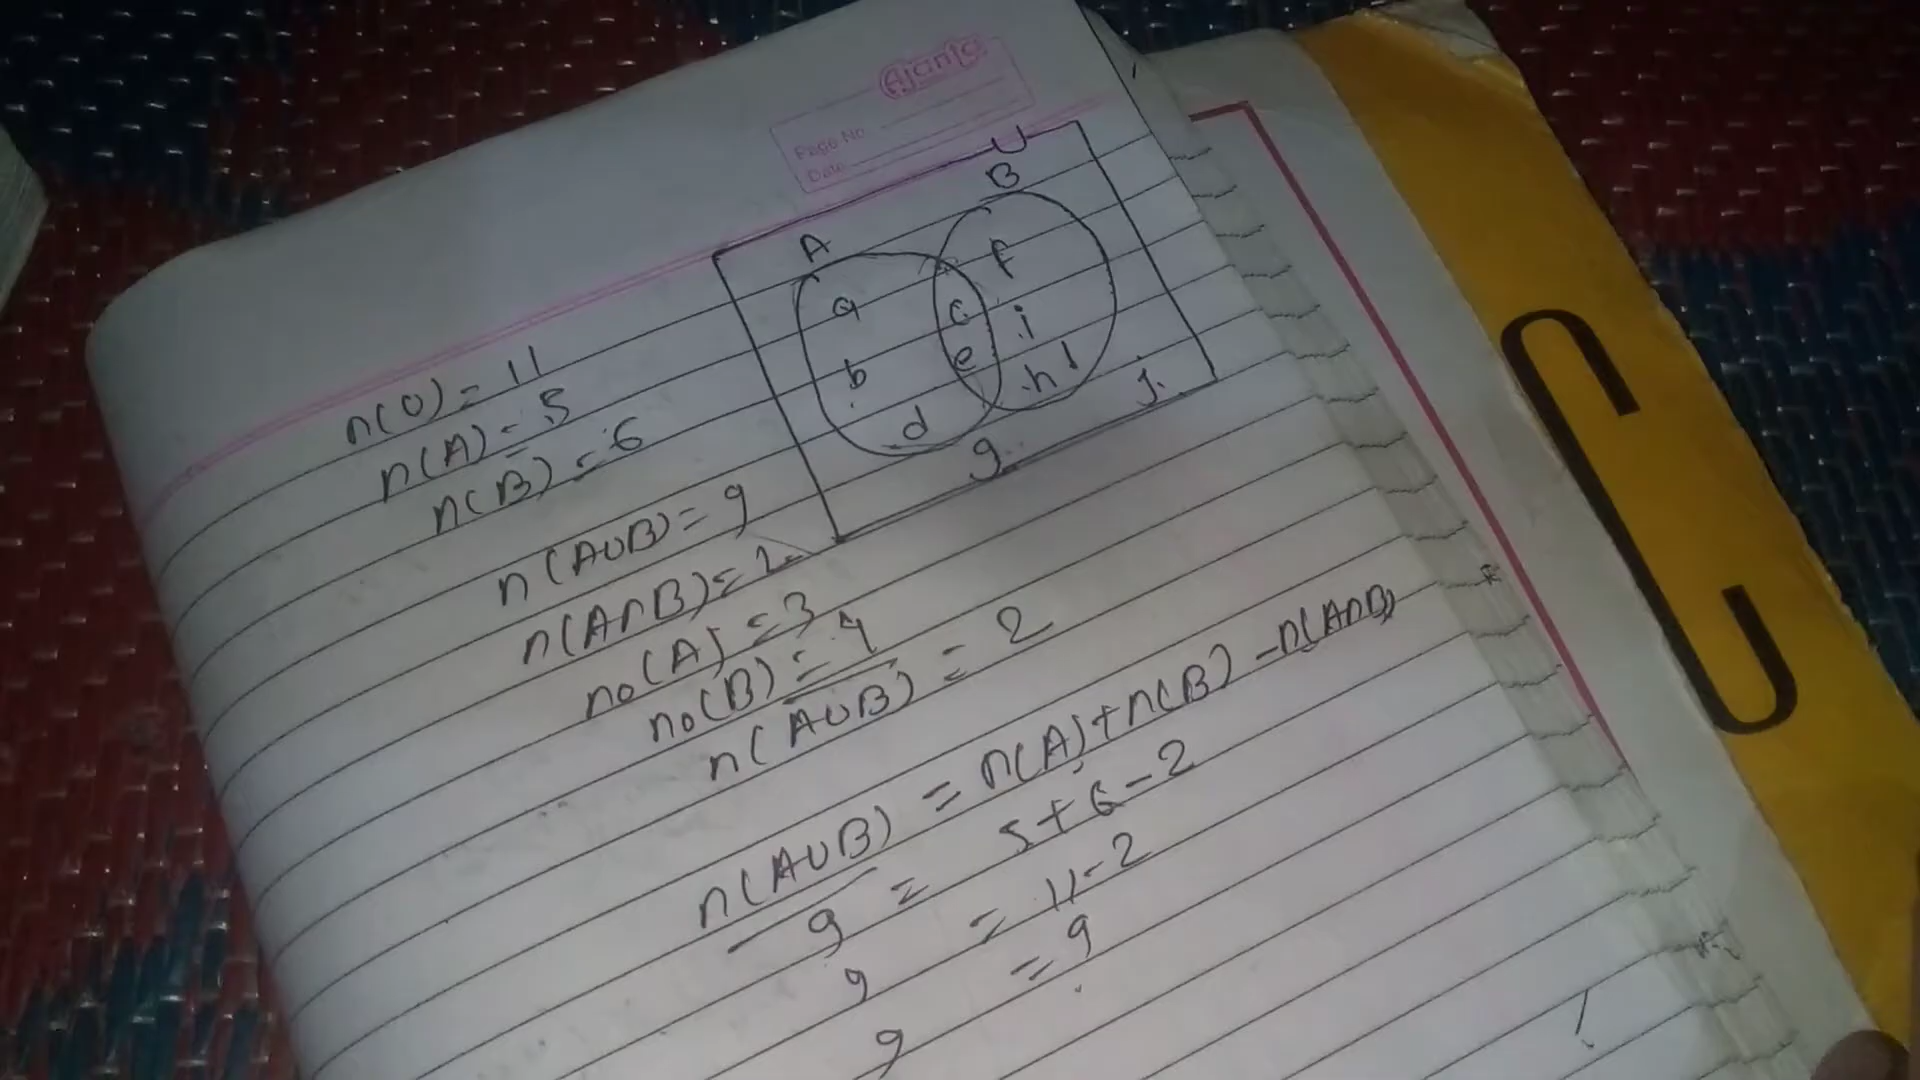 Ajanta
Page No.
Date
U
B
A
f
a
c
i
e
b
h l
j
d
g
n(U) = 11
n(A) = 5
n(B) = 6
n(A∪B) = 9
n(A∩B) = 2
no(A) = 3
no(B) = 4
n(A̅∪̅B̅) = 2
n(A∪B) = n(A) + n(B) - n(A∩B)
9 = 5 + 6 - 2
9 = 11 - 2
9 = 9